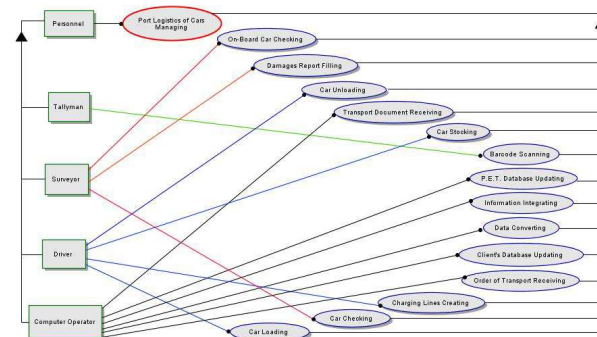 Personnel
Port Logistics of Cars
Managing
On-Board Car Checking
Damages Report Filling
Car Unloading
Tallyman
Transport Document Receiving
Car Stocking
Barcode Scanning
Surveyor
P.E.T. Database Updating
Information Integrating
Data Converting
Driver
Client's Database Updating
Order of Transport Receiving
Charging Lines Creating
Computer Operator
Car Checking
Car Loading